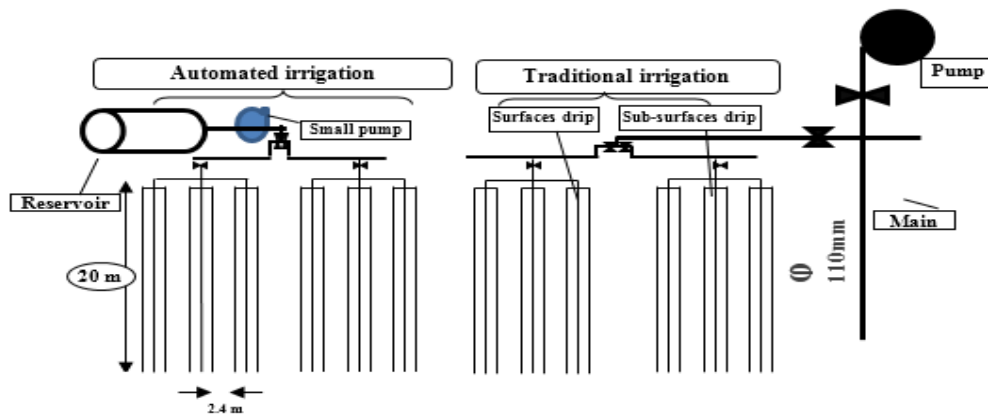 Automated irrigation
Traditional irrigation
Pump
Small pump
Surfaces drip
Sub-surfaces drip
Reservoir
Main
20 m
Φ
110mm
2.4 m